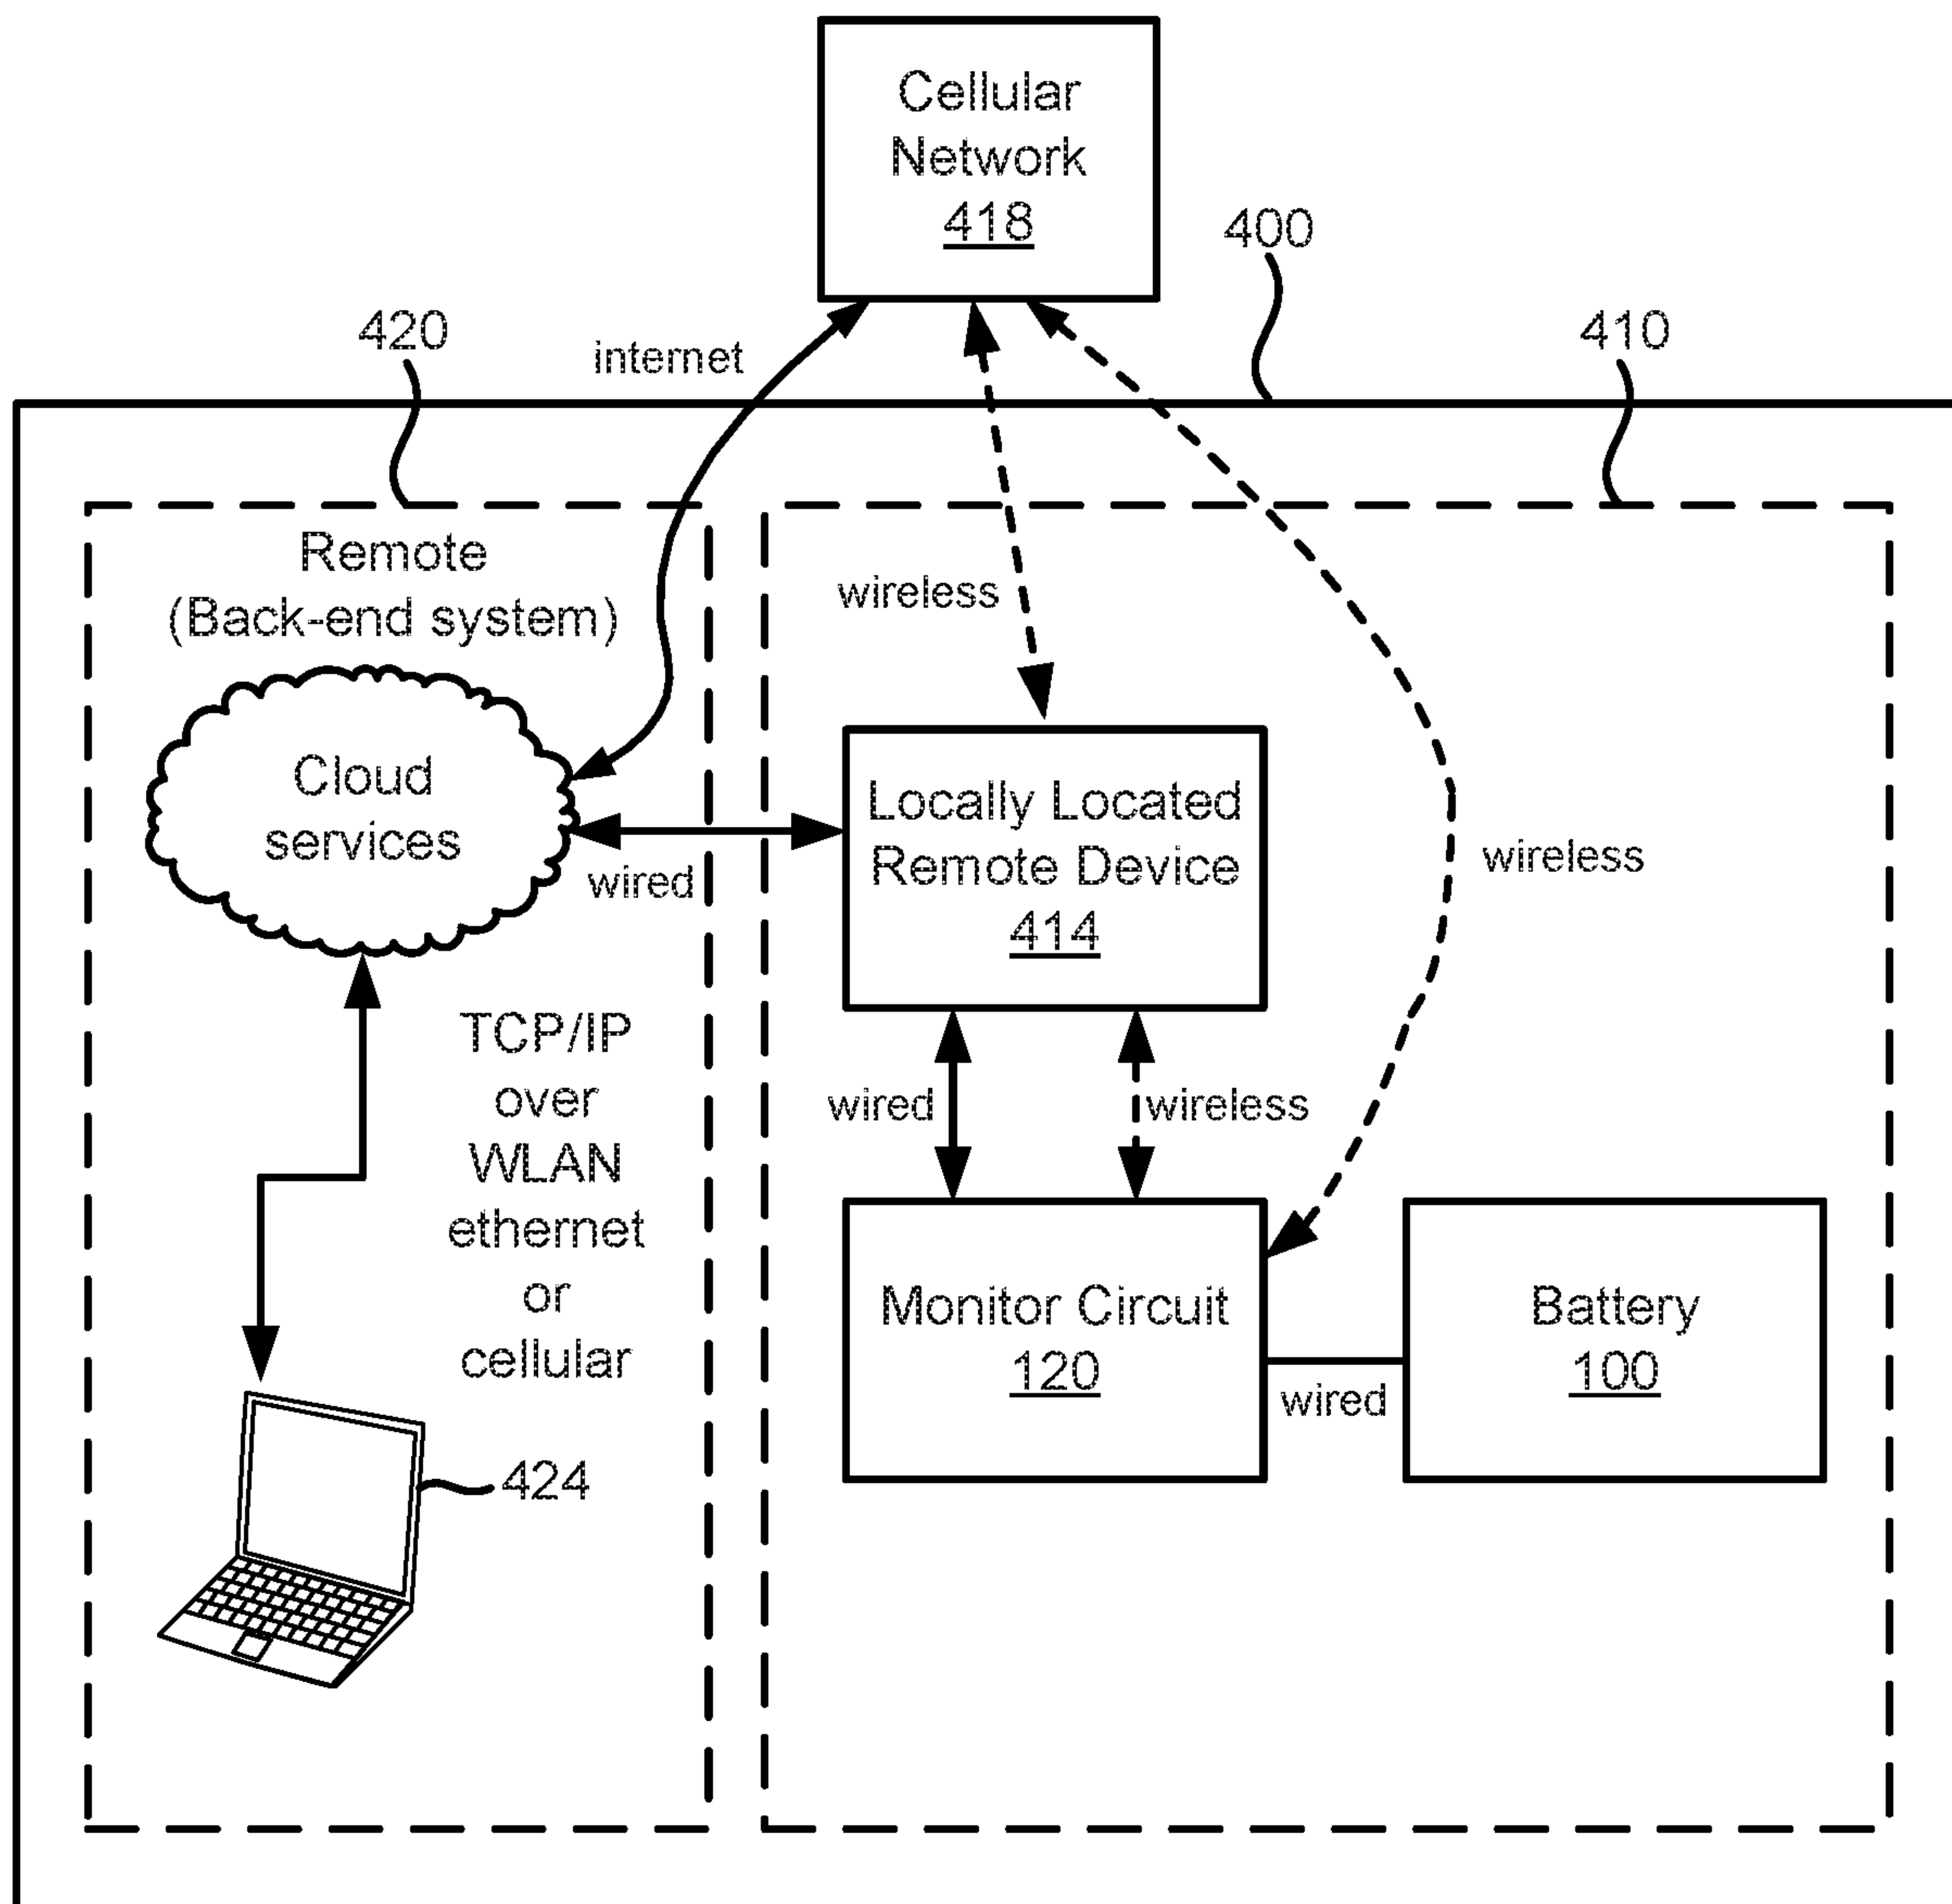 Cellular
Network
418
400
420
410
internet
Remote
(Back-end system)
wireless
Cloud
services
Locally Located
Remote Device
414
wireless
wired
TCP/IP
over
WLAN
ethernet
or
cellular
wired
wireless
Monitor Circuit
120
Battery
100
wired
424